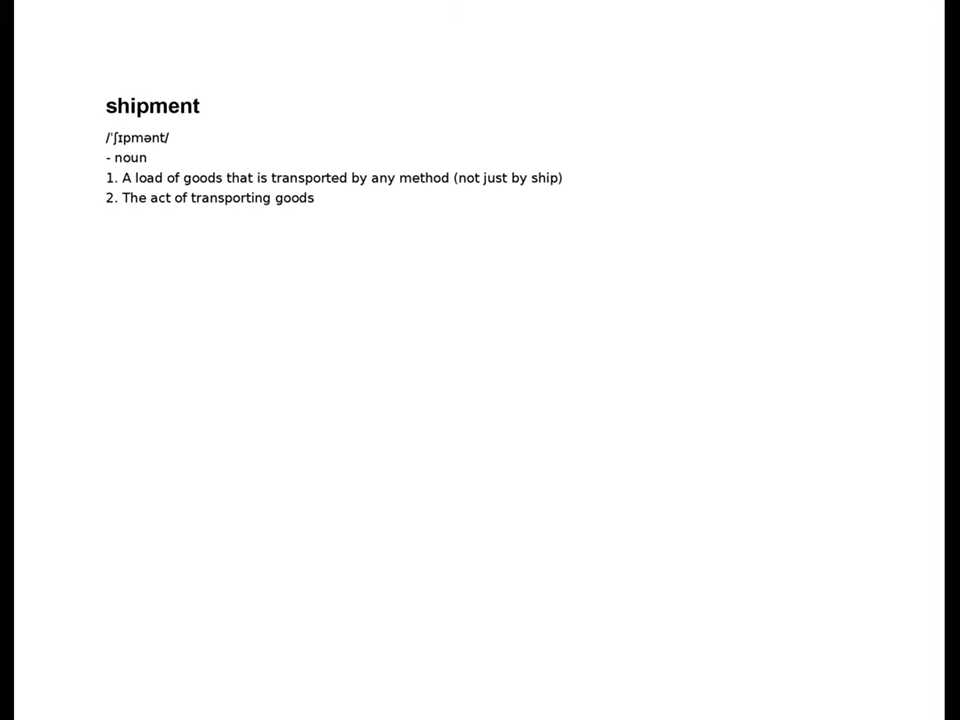 shipment
/ˈʃɪpmənt/
- noun
1. A load of goods that is transported by any method (not just by ship)
2. The act of transporting goods